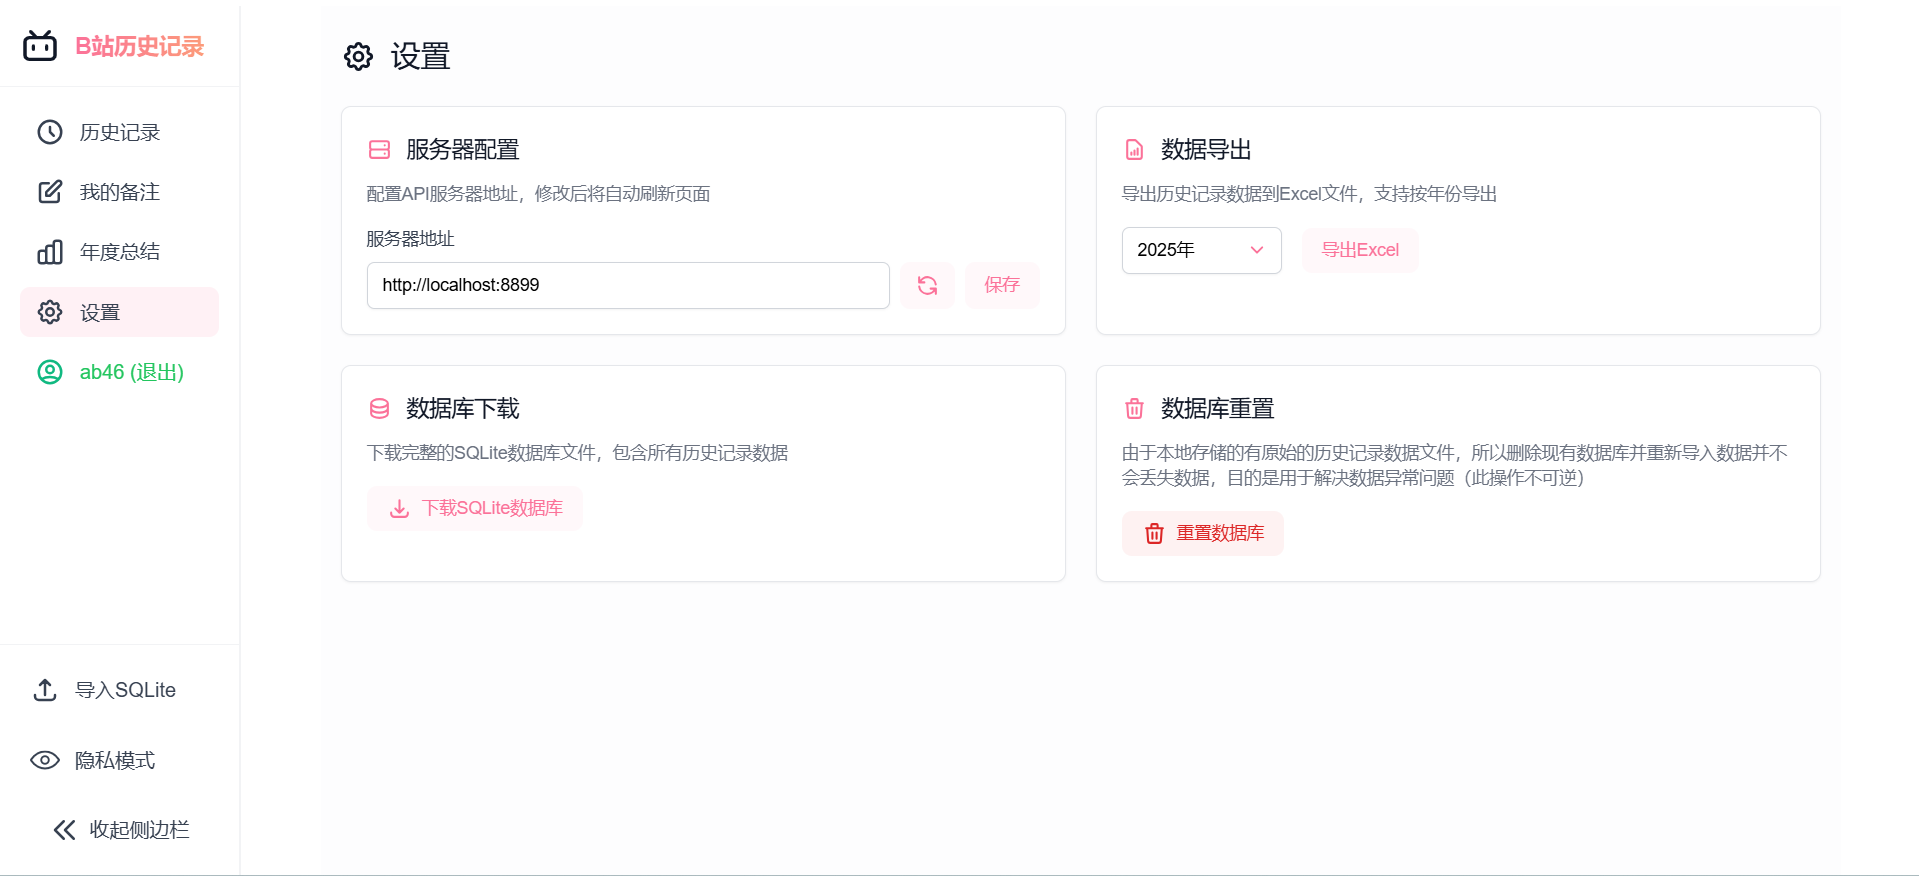 B站历史记录
历史记录
我的备注
年度总结
设置
ab46 (退出)
导入SQLite
隐私模式
收起侧边栏
设置
服务器配置
配置API服务器地址，修改后将自动刷新页面
服务器地址
http://localhost:8899
保存
数据导出
导出历史记录数据到Excel文件，支持按年份导出
2025年
导出Excel
数据库下载
下载完整的SQLite数据库文件，包含所有历史记录数据
下载SQLite数据库
数据库重置
由于本地存储的有原始的历史记录数据文件，所以删除现有数据库并重新导入数据并不
会丢失数据，目的是用于解决数据异常问题（此操作不可逆）
重置数据库